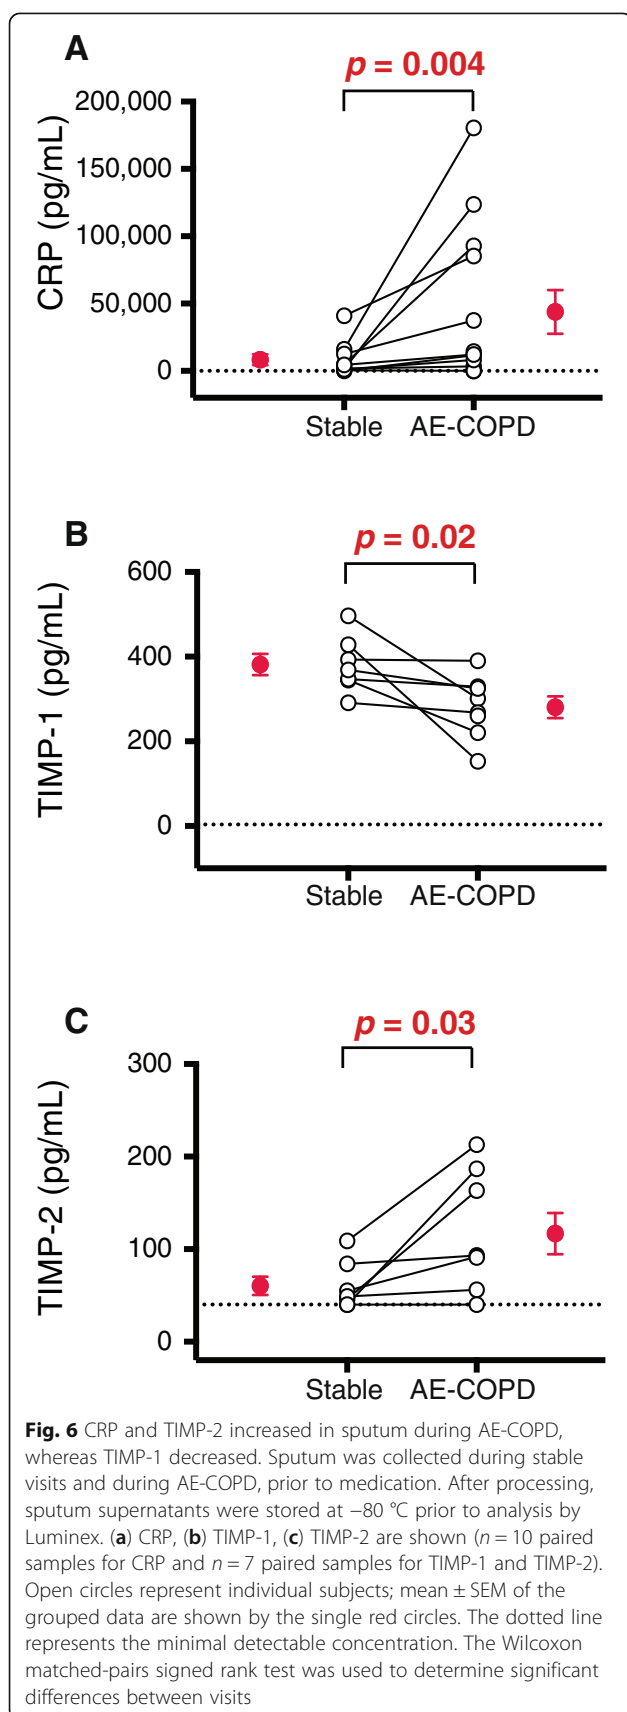 A
p = 0.004
200,000
150,000
100,000
50,000
0
CRP (pg/mL)
Stable AE-COPD
B
p = 0.02
600
400
200
0
TIMP-1 (pg/mL)
Stable AE-COPD
C
p = 0.03
300
200
100
0
TIMP-2 (pg/mL)
Stable AE-COPD
Fig. 6 CRP and TIMP-2 increased in sputum during AE-COPD,
whereas TIMP-1 decreased. Sputum was collected during stable
visits and during AE-COPD, prior to medication. After processing,
sputum supernatants were stored at −80 °C prior to analysis by
Luminex. (a) CRP, (b) TIMP-1, (c) TIMP-2 are shown (n = 10 paired
samples for CRP and n = 7 paired samples for TIMP-1 and TIMP-2).
Open circles represent individual subjects; mean ± SEM of the
grouped data are shown by the single red circles. The dotted line
represents the minimal detectable concentration. The Wilcoxon
matched-pairs signed rank test was used to determine significant
differences between visits